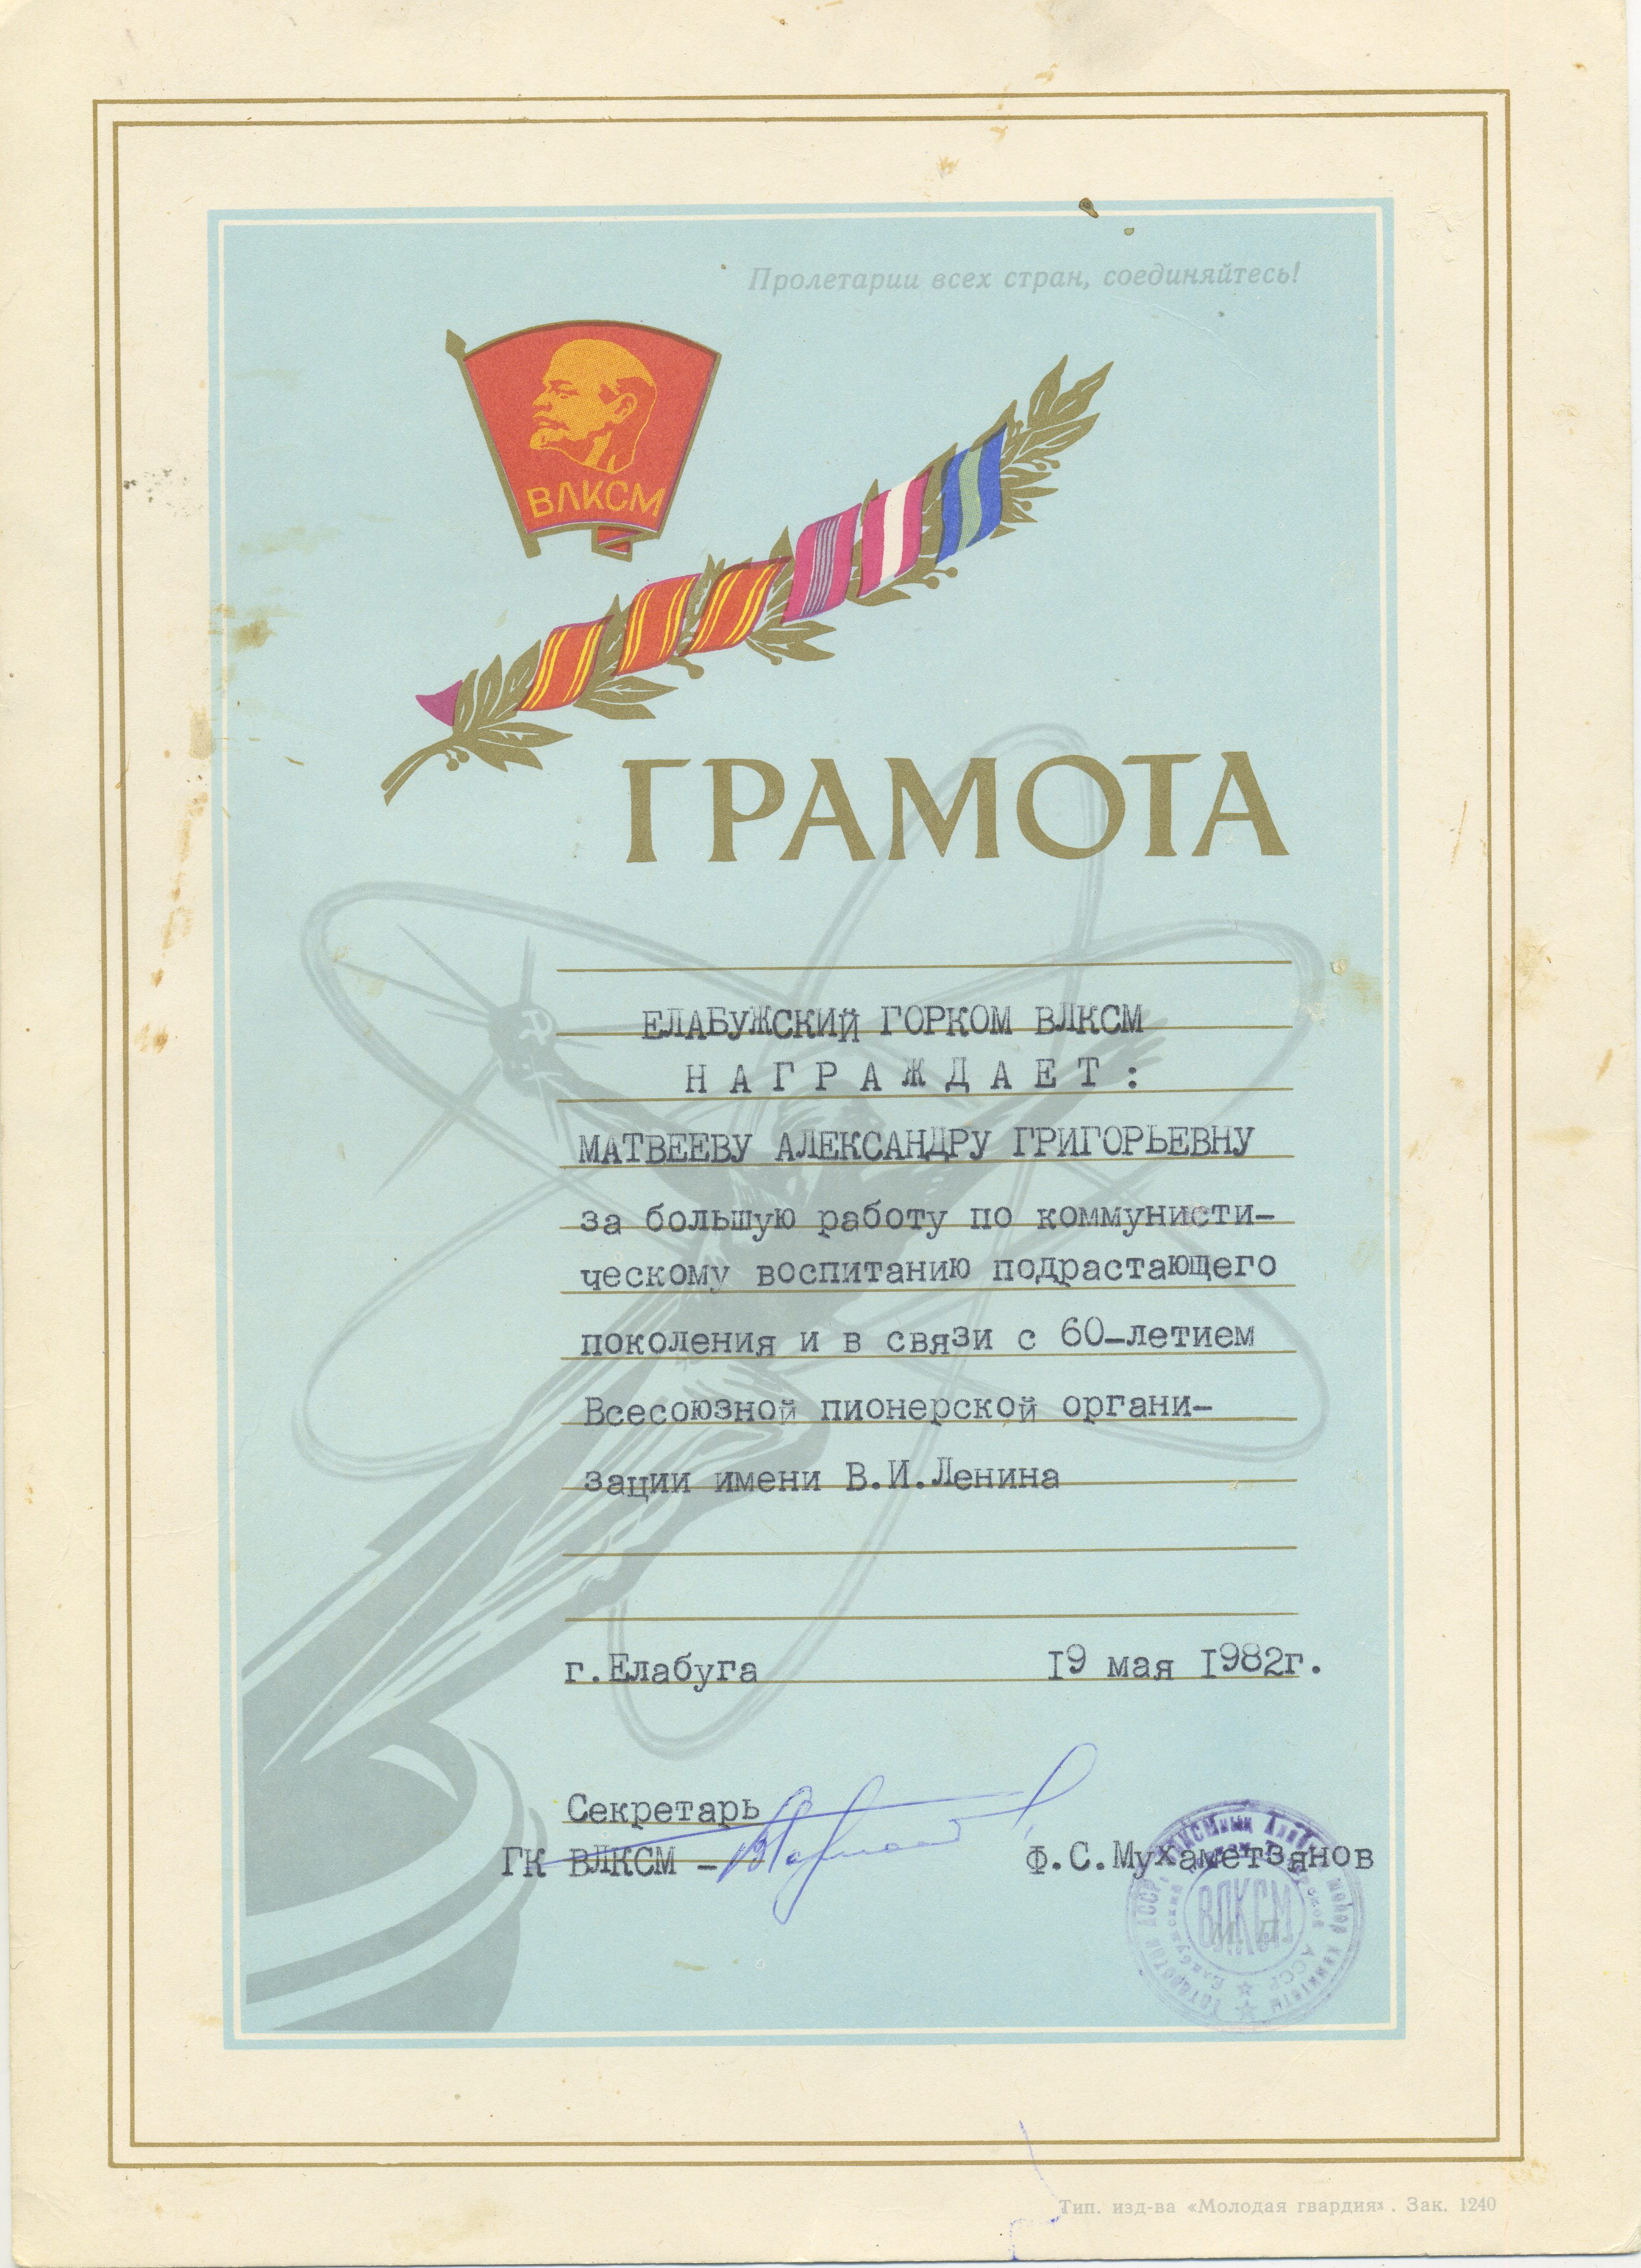 Пролетарии всех стран, соединяйтесь!
ВЛКСМ
ГРАМОТА
ЕЛАБУЖСКИЙ ГОРКОМ ВЛКСМ
Н А Г Р А Ж Д А Е Т :
МАТВЕЕВУ АЛЕКСАНДРУ ГРИГОРЬЕВНУ
за большую работу по коммунисти-
ческому воспитанию подрастающего
поколения и в связи с 60-летием
Всесоюзной пионерской органи-
зации имени В.И.Ленина
г.Елабуга 19 мая 1982г.
Секретарь
ГК ВЛКСМ - Ф.С.Мухаметзянов
ВЛКСМ
М П
Тип. изд-ва «Молодая гвардия». Зак. 1240